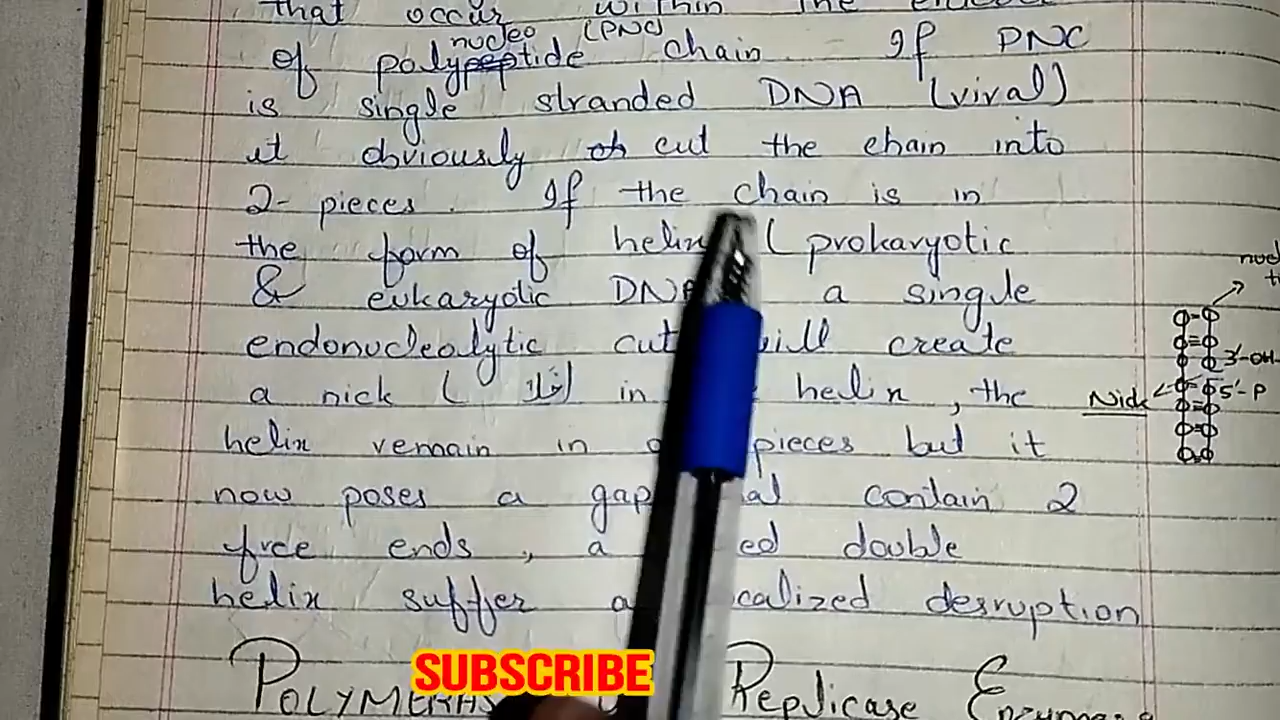 that occur within the
nucleo (PNC)
of polypeptide chain. If PNC
is single stranded DNA (viral)
it obviously cut the chain into
2- pieces. If the chain is in
the form of helix (prokaryotic
& eukaryotic DNA a single
endonucleolytic cut will create
a nick ( خلا) in helix, the
helix remain in pieces but it
now poses a gap contain 2
free ends, a double
helix suffer a desruption
3'-OH
Nick
5'-P
POLYMERAS Replicase Enzymes
SUBSCRIBE